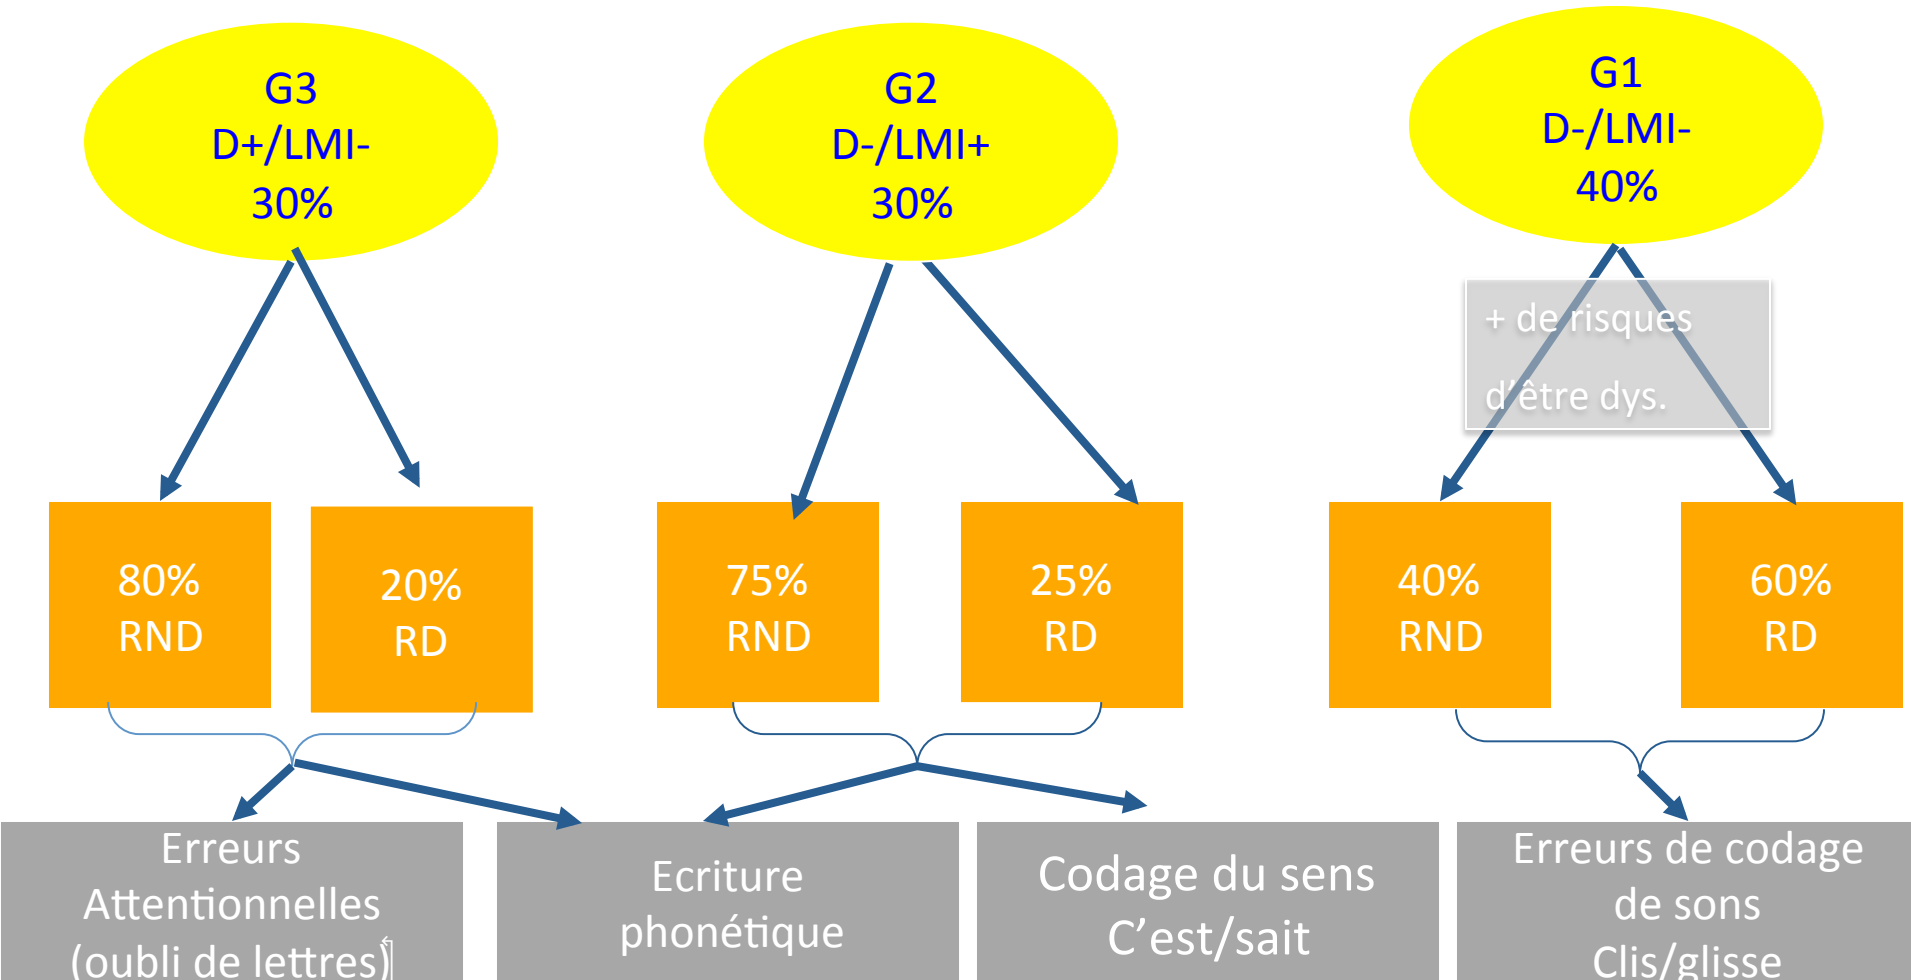 G3
D+/LMI-
30%
G2
D-/LMI+
30%
G1
D-/LMI-
40%
+ de risques
d'être dys.
80%
RND
20%
RD
75%
RND
25%
RD
40%
RND
60%
RD
Erreurs
Attentionnelles
(oubli de lettres)
Ecriture
phonétique
Codage du sens
C’est/sait
Erreurs de codage
de sons
Clis/glisse